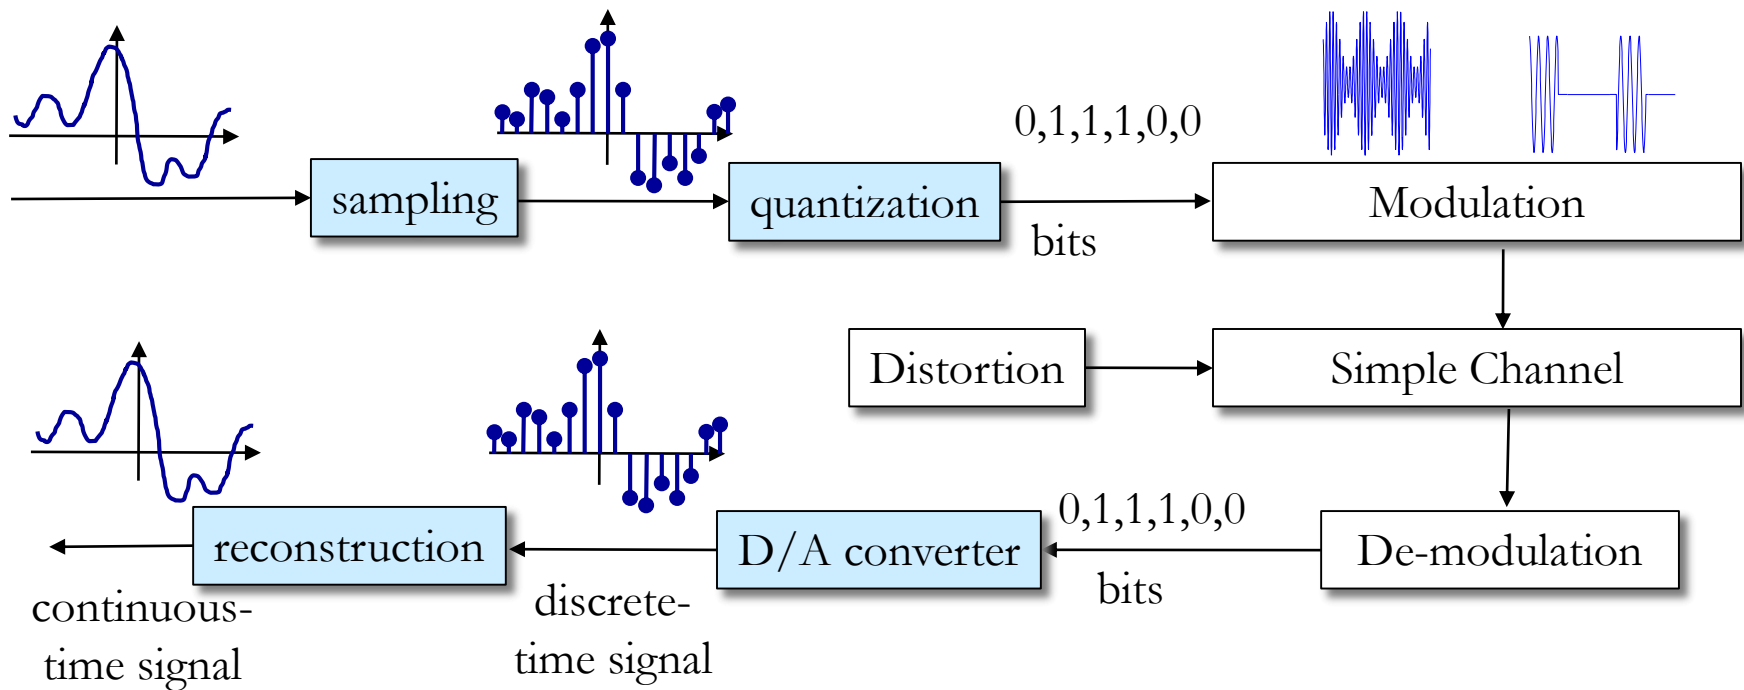 0,1,1,1,0,0
sampling
quantization
bits
Modulation
Distortion
Simple Channel
0,1,1,1,0,0
reconstruction
D/A converter
bits
De-modulation
continuous-
time signal
discrete-
time signal